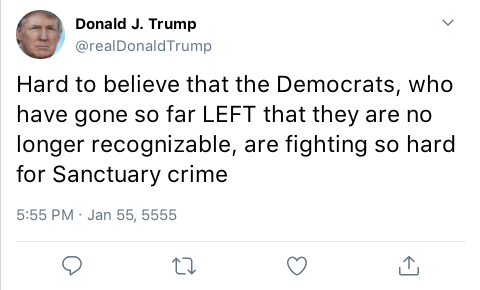 Donald J. Trump
@realDonaldTrump
Hard to believe that the Democrats, who
have gone so far LEFT that they are no
longer recognizable, are fighting so hard
for Sanctuary crime
5:55 PM · Jan 55, 5555